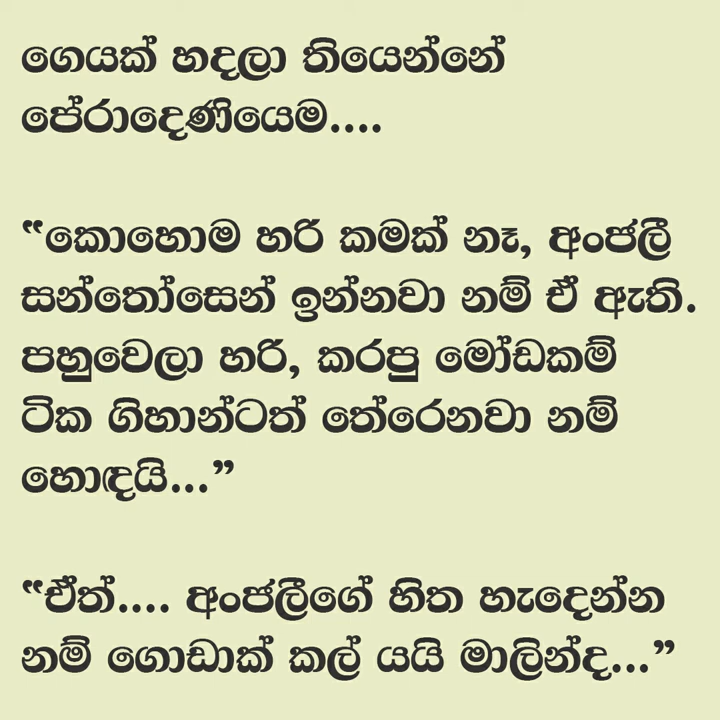 ගෙයක් හදලා තියෙන්නේ
පේරාදෙණියෙම....
“කොහොම හරි කමක් නෑ, අංජලී
සන්තෝසෙන් ඉන්නවා නම් ඒ ඇති.
පහුවෙලා හරි, කරපු මෝඩකම්
ටික ගිහාන්ටත් තේරෙනවා නම්
හොඳයි...”
“ඒත්.... අංජලීගේ හිත හැදෙන්න
නම් ගොඩාක් කල් යයි මාලින්ද...”